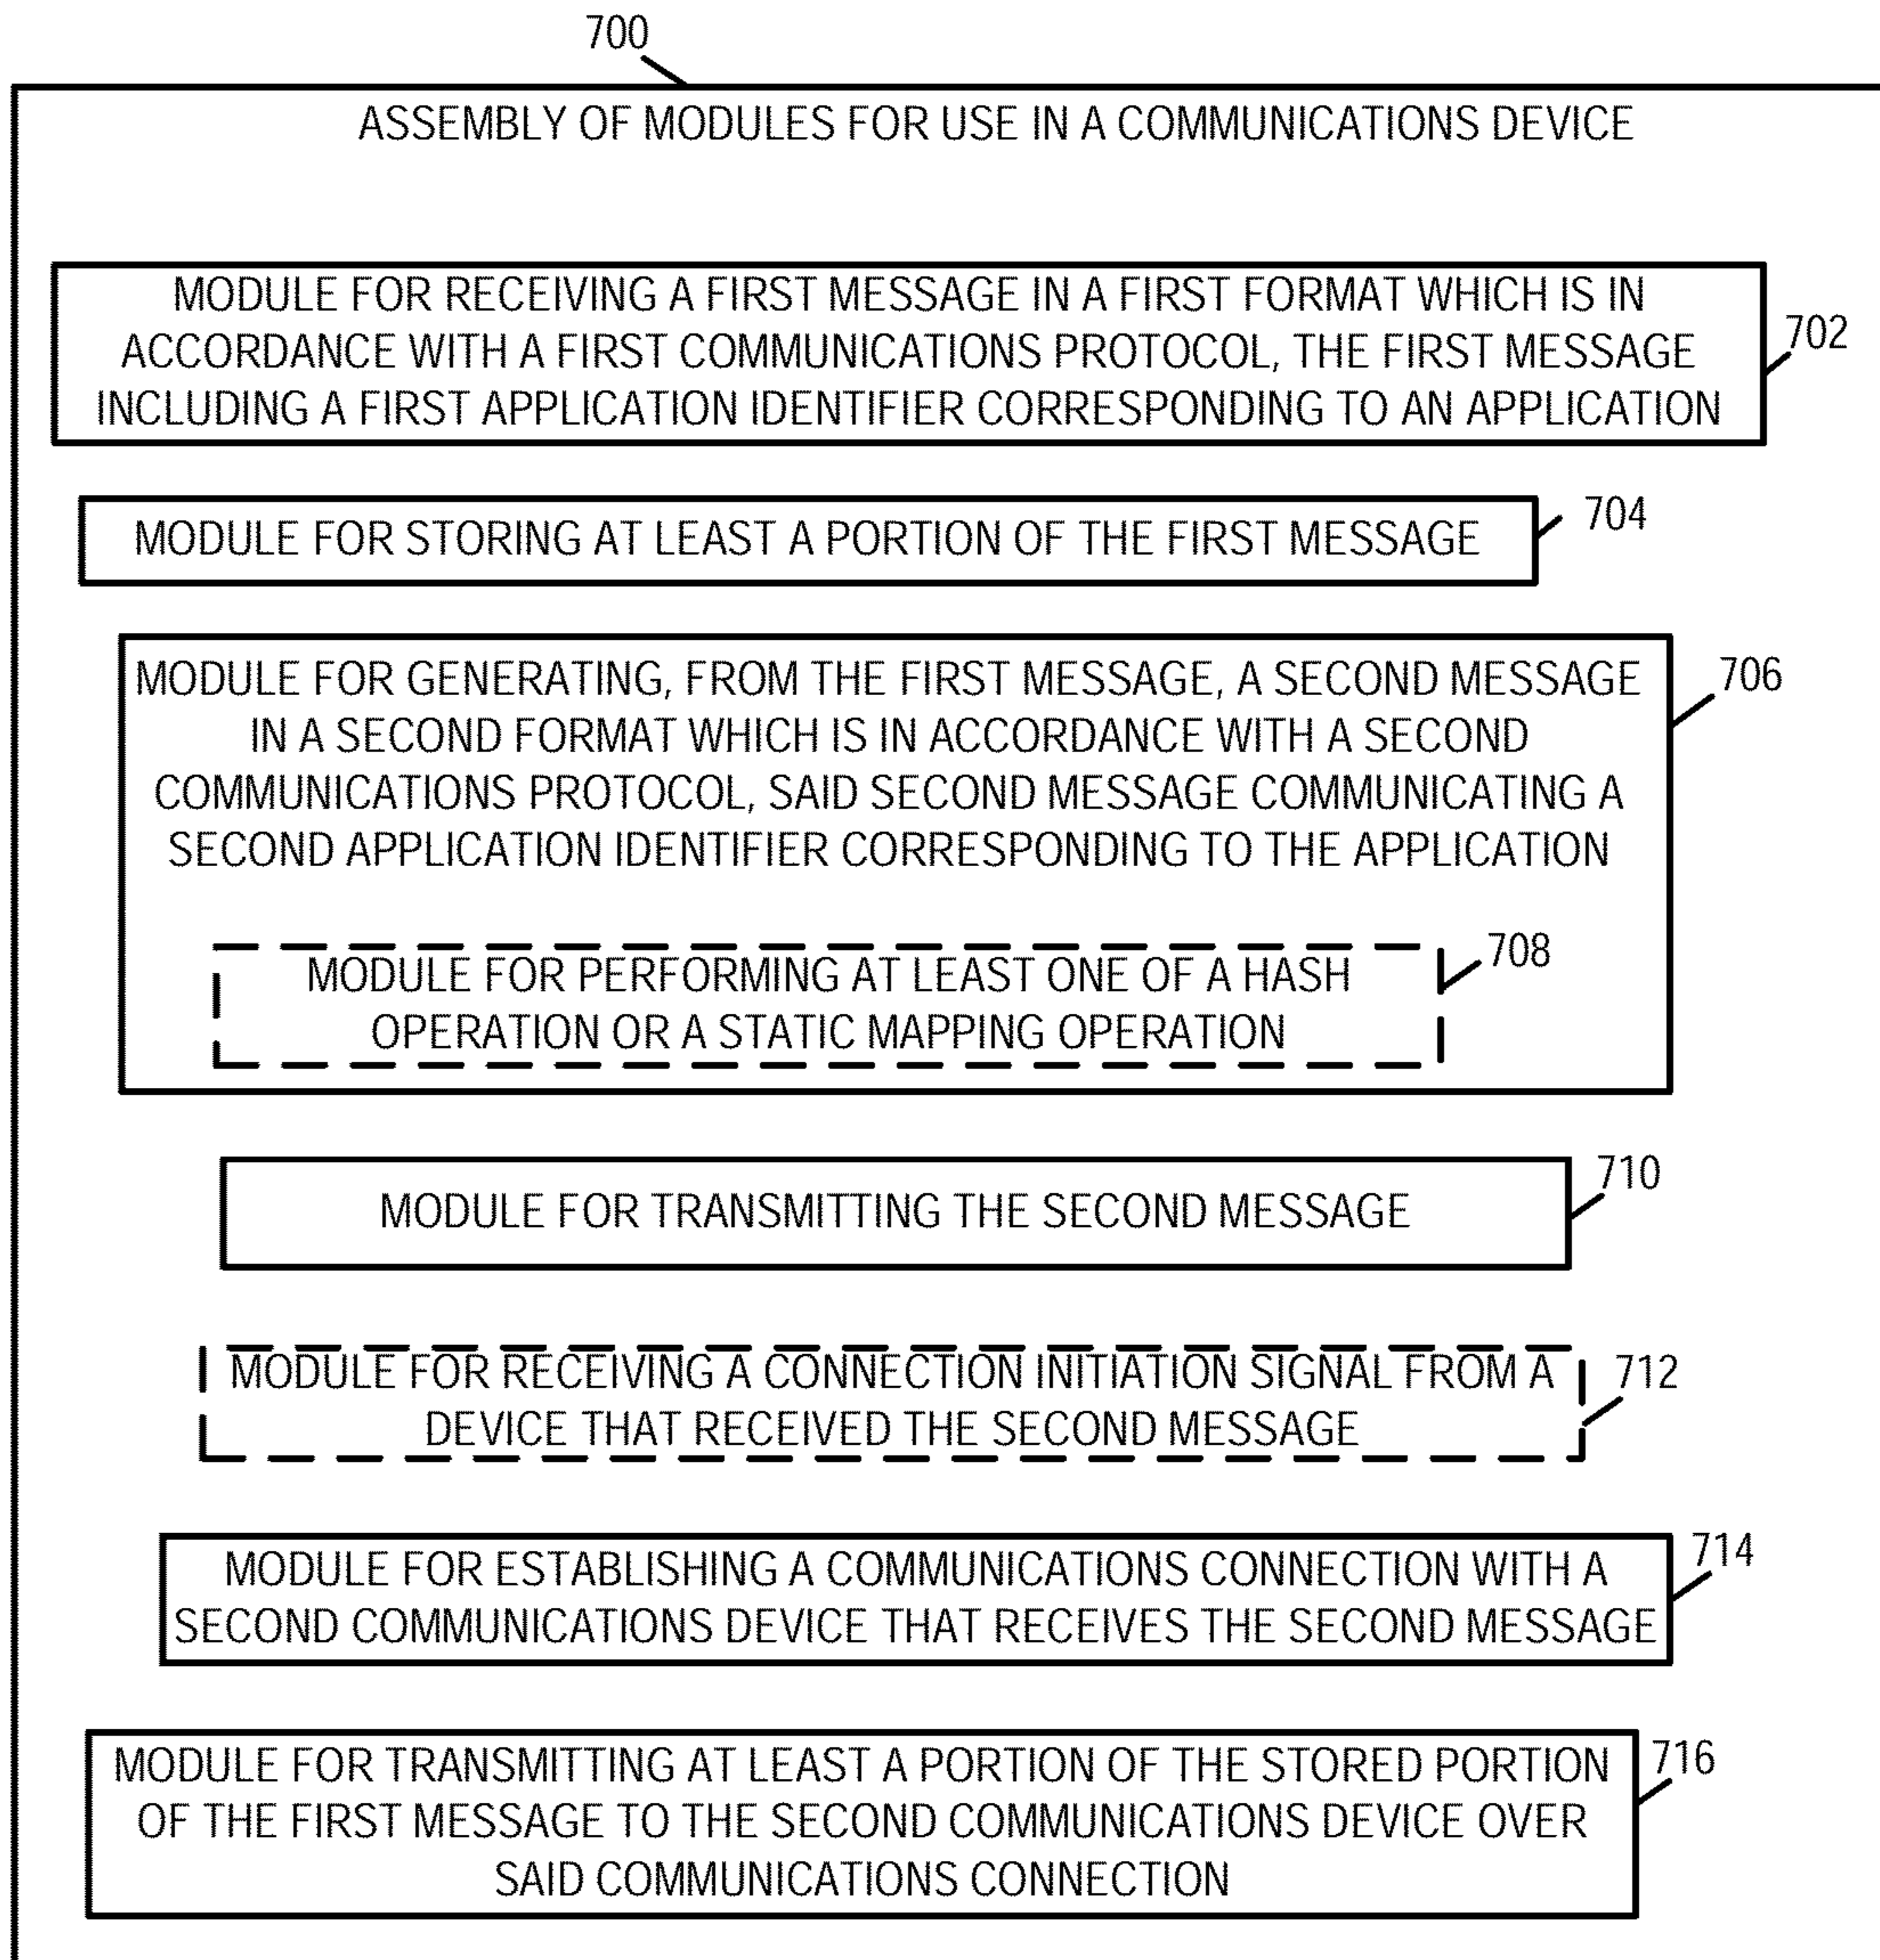 700
ASSEMBLY OF MODULES FOR USE IN A COMMUNICATIONS DEVICE
MODULE FOR RECEIVING A FIRST MESSAGE IN A FIRST FORMAT WHICH IS IN
ACCORDANCE WITH A FIRST COMMUNICATIONS PROTOCOL, THE FIRST MESSAGE
INCLUDING A FIRST APPLICATION IDENTIFIER CORRESPONDING TO AN APPLICATION
702
MODULE FOR STORING AT LEAST A PORTION OF THE FIRST MESSAGE
704
MODULE FOR GENERATING, FROM THE FIRST MESSAGE, A SECOND MESSAGE
IN A SECOND FORMAT WHICH IS IN ACCORDANCE WITH A SECOND
COMMUNICATIONS PROTOCOL, SAID SECOND MESSAGE COMMUNICATING A
SECOND APPLICATION IDENTIFIER CORRESPONDING TO THE APPLICATION
706
MODULE FOR PERFORMING AT LEAST ONE OF A HASH
OPERATION OR A STATIC MAPPING OPERATION
708
MODULE FOR TRANSMITTING THE SECOND MESSAGE
710
MODULE FOR RECEIVING A CONNECTION INITIATION SIGNAL FROM A
DEVICE THAT RECEIVED THE SECOND MESSAGE
712
MODULE FOR ESTABLISHING A COMMUNICATIONS CONNECTION WITH A
SECOND COMMUNICATIONS DEVICE THAT RECEIVES THE SECOND MESSAGE
714
MODULE FOR TRANSMITTING AT LEAST A PORTION OF THE STORED PORTION
OF THE FIRST MESSAGE TO THE SECOND COMMUNICATIONS DEVICE OVER
SAID COMMUNICATIONS CONNECTION
716